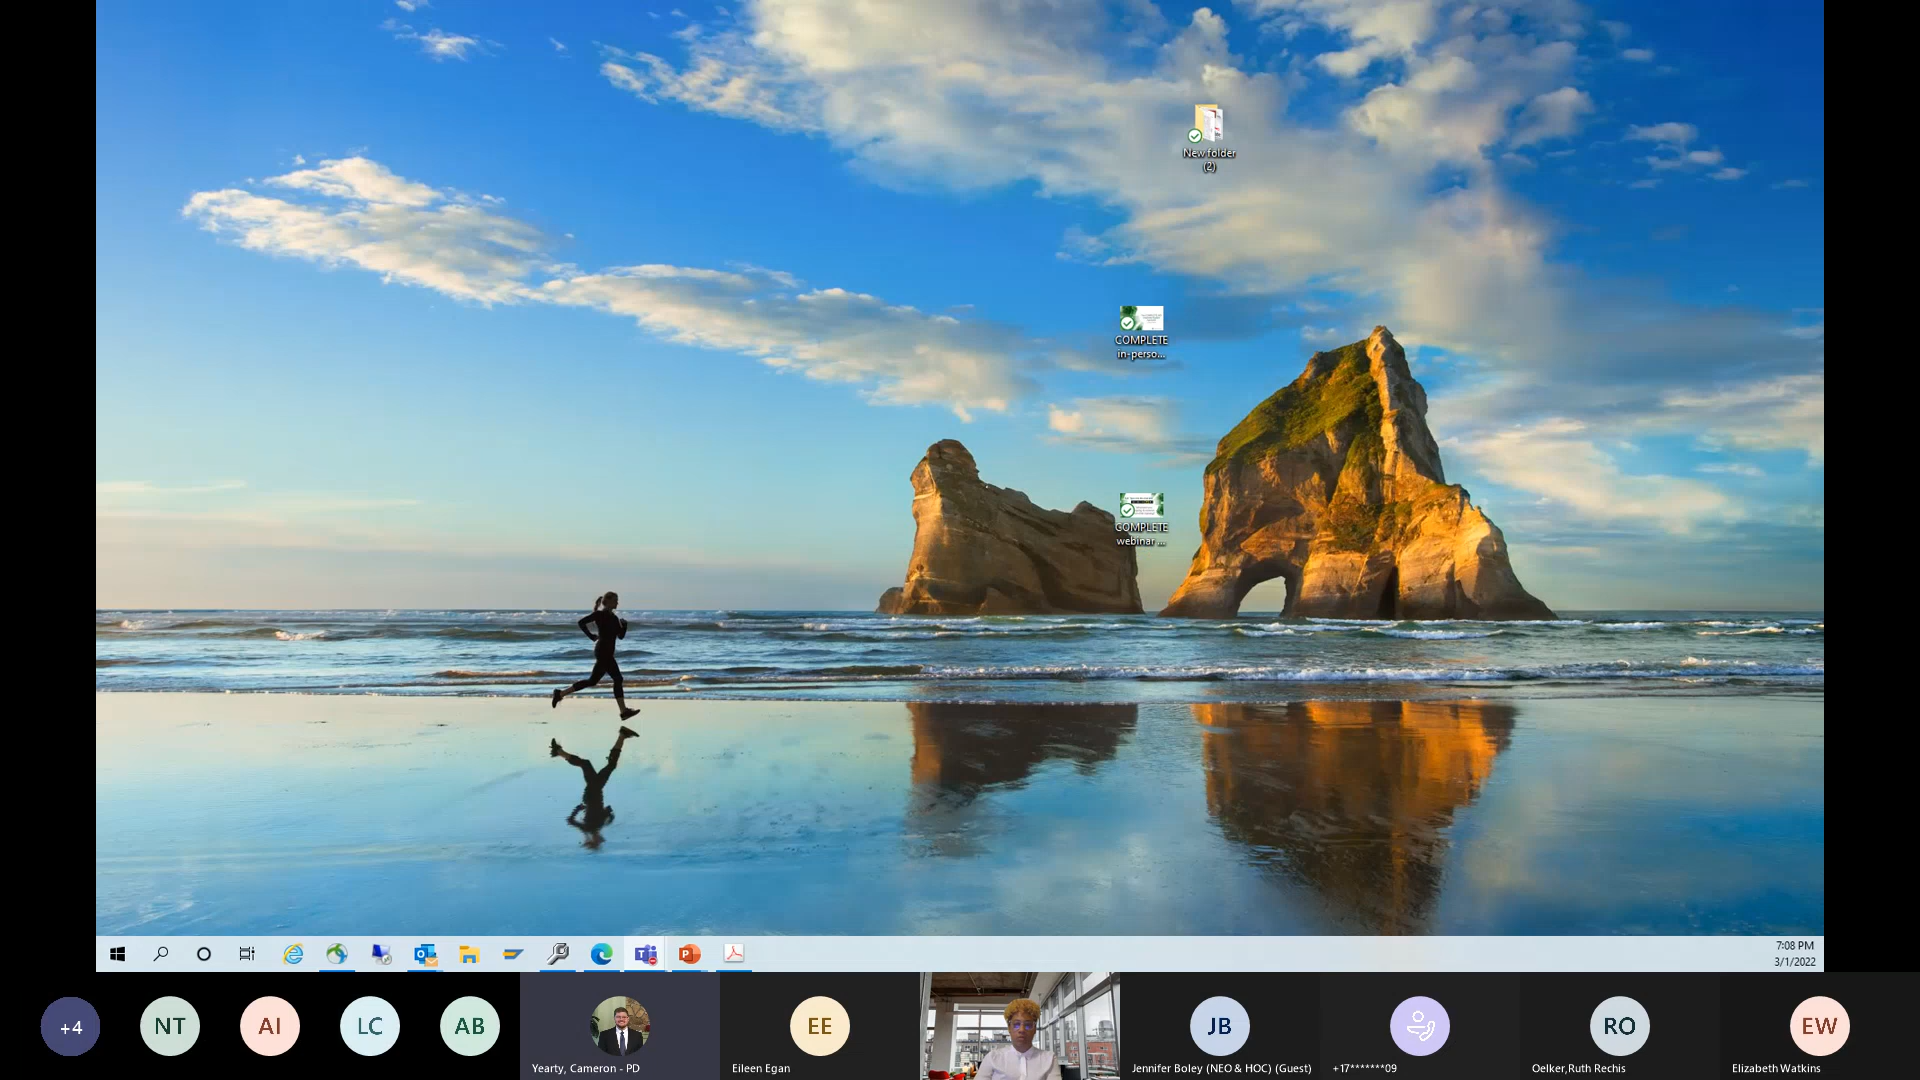 New folder
(2)
COMPLETE
in-perso...
COMPLETE
webinar ...
7:08 PM
3/1/2022
+4
NT
AI
LC
AB
EE
JB
RO
EW
Yearty, Cameron - PD
Eileen Egan
Jennifer Boley (NEO & HOC) (Guest)
+17*******09
Oelker,Ruth Rechis
Elizabeth Watkins